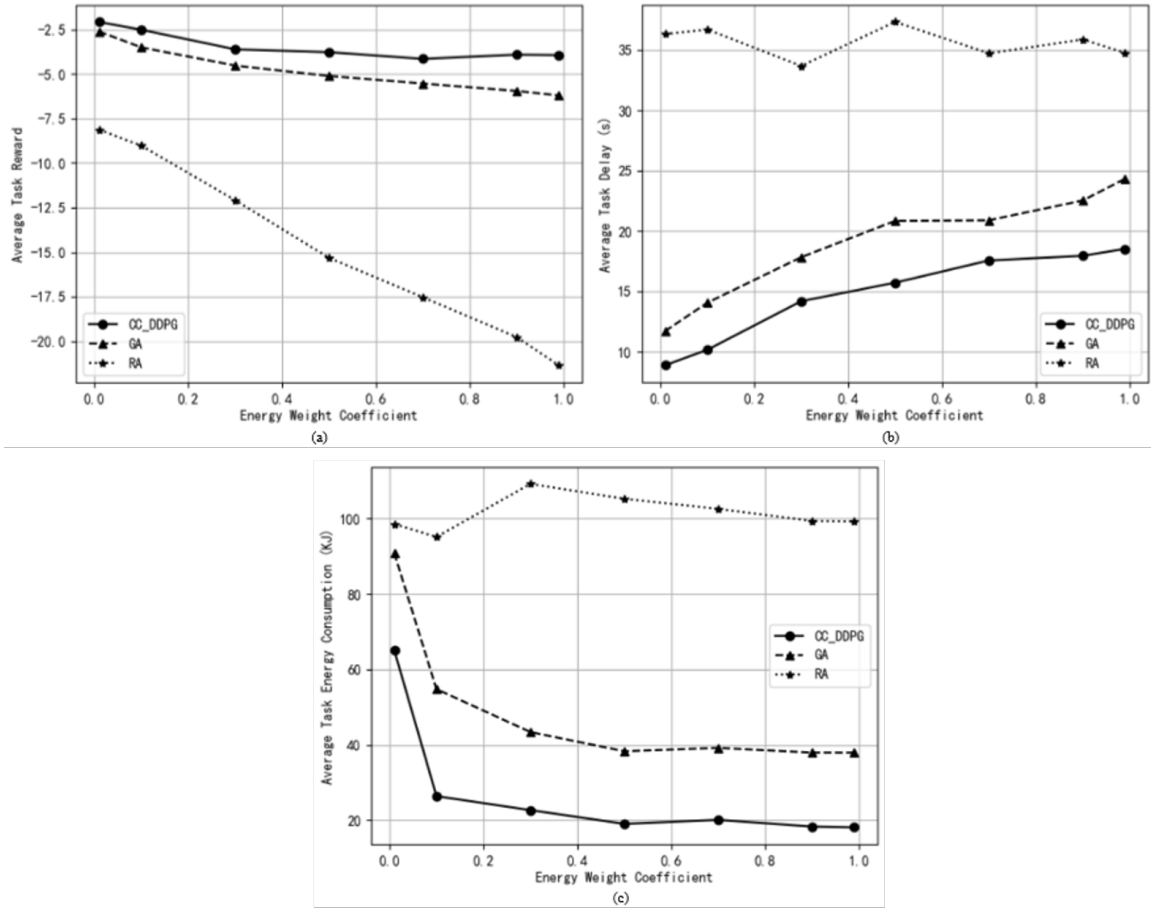 -2.5
-5.0
-7.5
-10.0
-12.5
-15.0
-17.5
-20.0
Average Task Reward
CC_DDPG
GA
RA
0.0 0.2 0.4 0.6 0.8 1.0
Energy Weight Coefficient
(a)
35
30
25
20
15
10
Average Task Delay (s)
CC_DDPG
GA
RA
0.0 0.2 0.4 0.6 0.8 1.0
Energy Weight Coefficient
(b)
100
80
60
40
20
Average Task Energy Consumption (KJ)
CC_DDPG
GA
RA
0.0 0.2 0.4 0.6 0.8 1.0
Energy Weight Coefficient
(c)